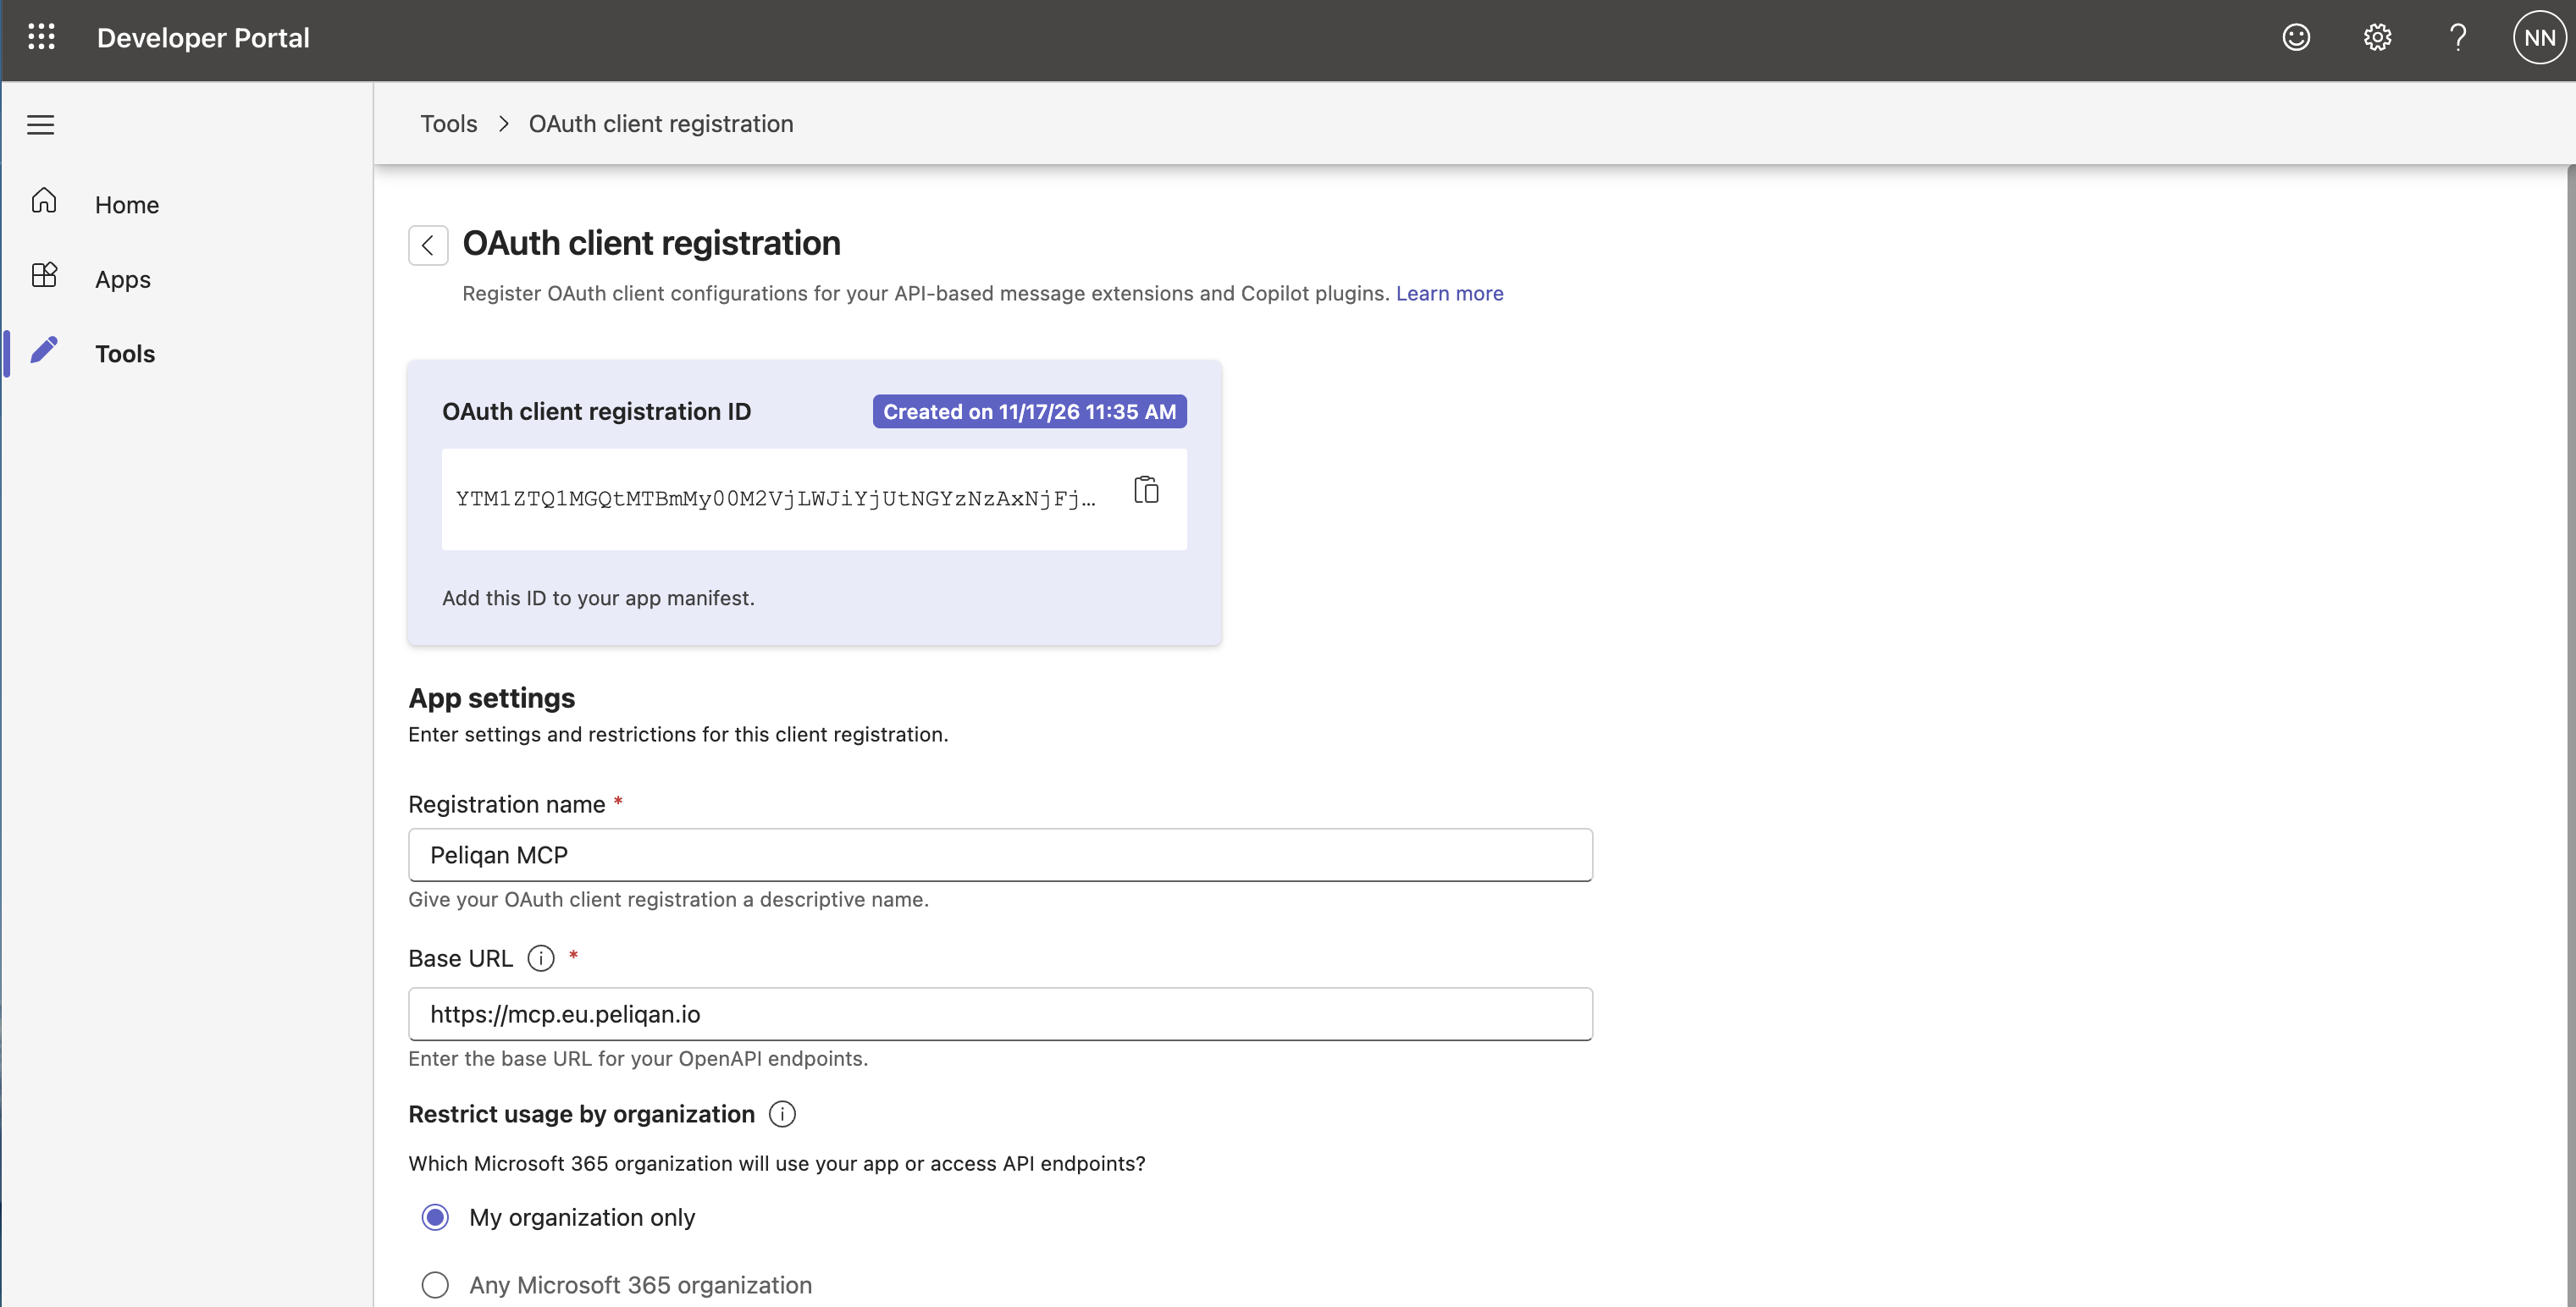 Developer Portal
NN
Home
Apps
Tools
Tools > OAuth client registration
OAuth client registration
Register OAuth client configurations for your API-based message extensions and Copilot plugins. Learn more
OAuth client registration ID
Created on 11/17/26 11:35 AM
YTM1ZTQ1MGQtMTBmMy00M2VjLWJiYjUtNGYzNzAxNjFj...
Add this ID to your app manifest.
App settings
Enter settings and restrictions for this client registration.
Registration name *
Peliqan MCP
Give your OAuth client registration a descriptive name.
Base URL *
https://mcp.eu.peliqan.io
Enter the base URL for your OpenAPI endpoints.
Restrict usage by organization
Which Microsoft 365 organization will use your app or access API endpoints?
My organization only
Any Microsoft 365 organization